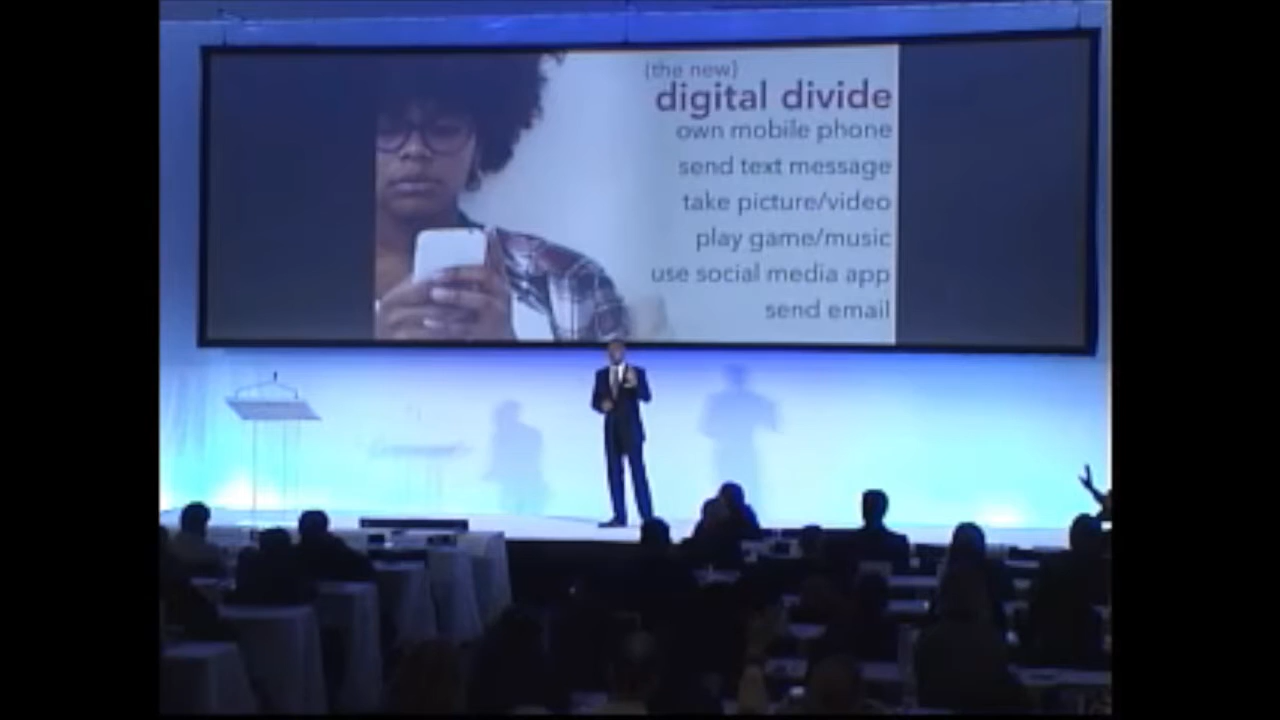 {the new}
digital divide
own mobile phone
send text message
take picture/video
play game/music
use social media app
send email